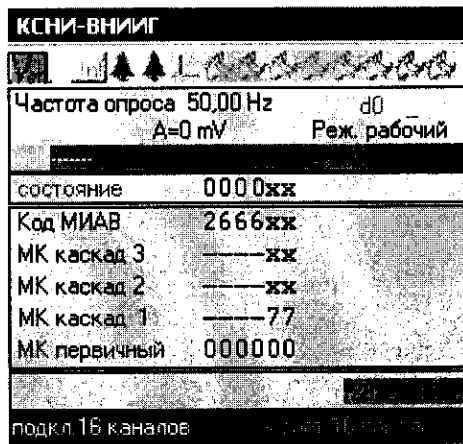 КСНИ-ВНИИГ
Частота опроса 50,00 Hz d0
A=0 mV Реж. рабочий
состояние 0000xx
Код МИАВ 2666xx
МК каскад 3 ----xx
МК каскад 2 ----xx
МК каскад 1 ----77
МК первичный 000000
подкл.16 каналов